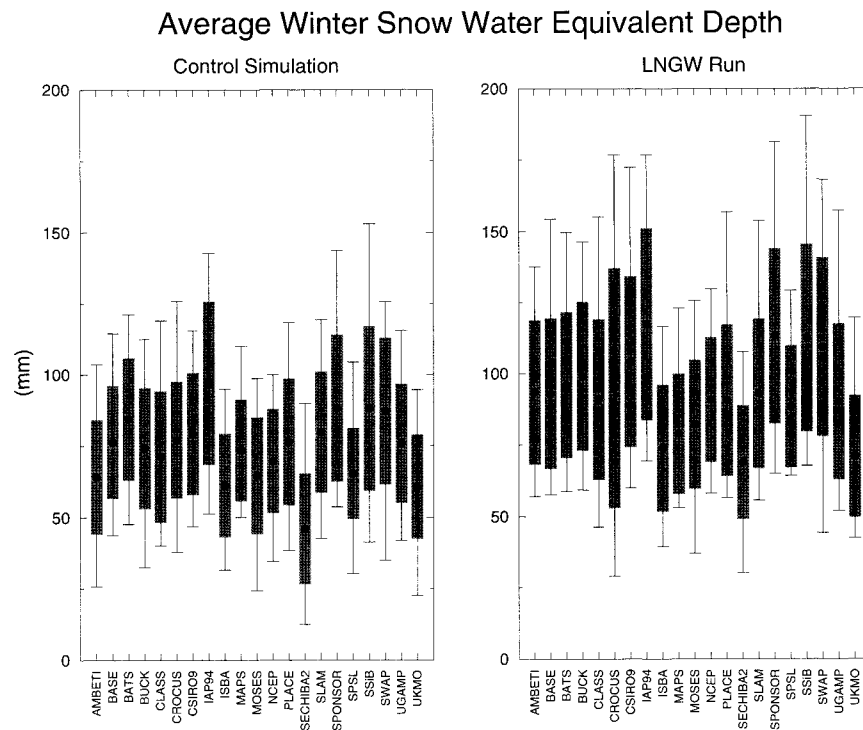 Average Winter Snow Water Equivalent Depth
Control Simulation
LNGW Run
200
150
100
50
0
(mm)
AMBETI
BASE
BATS
BUCK
CLASS
CROCUS
CSIRO9
IAP94
ISBA
MAPS
MOSES
NCEP
PLACE
SECHIBA2
SLAM
SPONSOR
SPSL
SSiB
SWAP
UGAMP
UKMO
200
150
100
50
0
AMBETI
BASE
BATS
BUCK
CLASS
CROCUS
CSIRO9
IAP94
ISBA
MAPS
MOSES
NCEP
PLACE
SECHIBA2
SLAM
SPONSOR
SPSL
SSiB
SWAP
UGAMP
UKMO